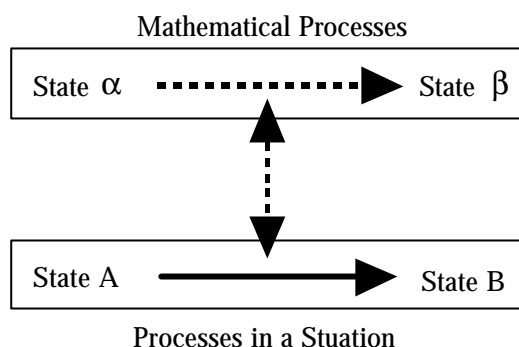 Mathematical Processes
State α State β
State A State B
Processes in a Stuation